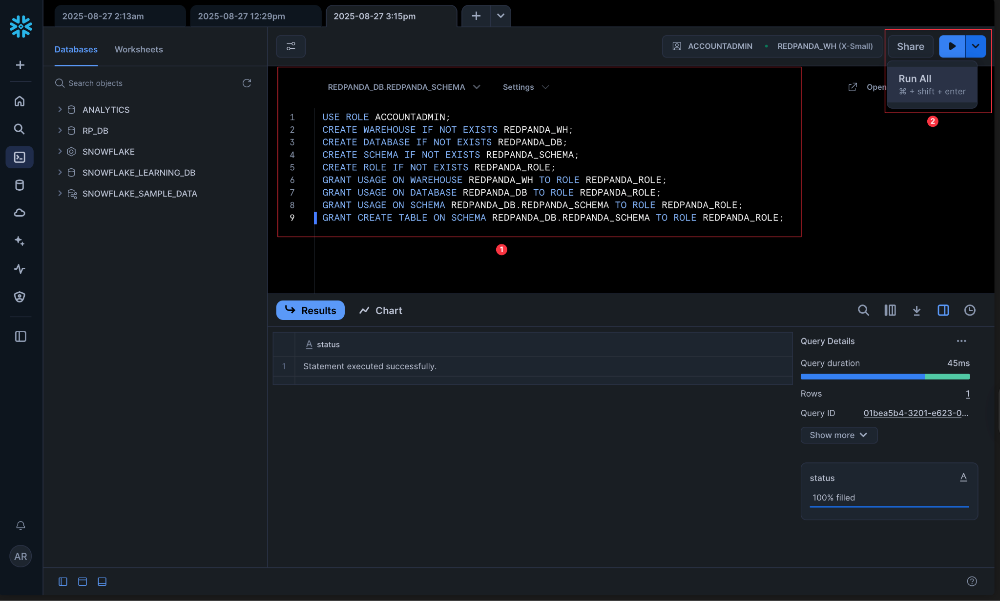 2025-08-27 2:13am
2025-08-27 12:29pm
2025-08-27 3:15pm
Databases
Worksheets
ACCOUNTADMIN
REDPANDA_WH (X-Small)
Share
Search objects
ANALYTICS
RP_DB
SNOWFLAKE
SNOWFLAKE_LEARNING_DB
SNOWFLAKE_SAMPLE_DATA
REDPANDA_DB.REDPANDA_SCHEMA
Settings
Open
Run All
⌘ + shift + enter
2
1 USE ROLE ACCOUNTADMIN;
2 CREATE WAREHOUSE IF NOT EXISTS REDPANDA_WH;
3 CREATE DATABASE IF NOT EXISTS REDPANDA_DB;
4 CREATE SCHEMA IF NOT EXISTS REDPANDA_SCHEMA;
5 CREATE ROLE IF NOT EXISTS REDPANDA_ROLE;
6 GRANT USAGE ON WAREHOUSE REDPANDA_WH TO ROLE REDPANDA_ROLE;
7 GRANT USAGE ON DATABASE REDPANDA_DB TO ROLE REDPANDA_ROLE;
8 GRANT USAGE ON SCHEMA REDPANDA_DB.REDPANDA_SCHEMA TO ROLE REDPANDA_ROLE;
9 GRANT CREATE TABLE ON SCHEMA REDPANDA_DB.REDPANDA_SCHEMA TO ROLE REDPANDA_ROLE;
1
Results
Chart
A status
1 Statement executed successfully.
Query Details
Query duration 45ms
Rows 1
Query ID 01bea5b4-3201-e623-0...
Show more
status A
100% filled
AR